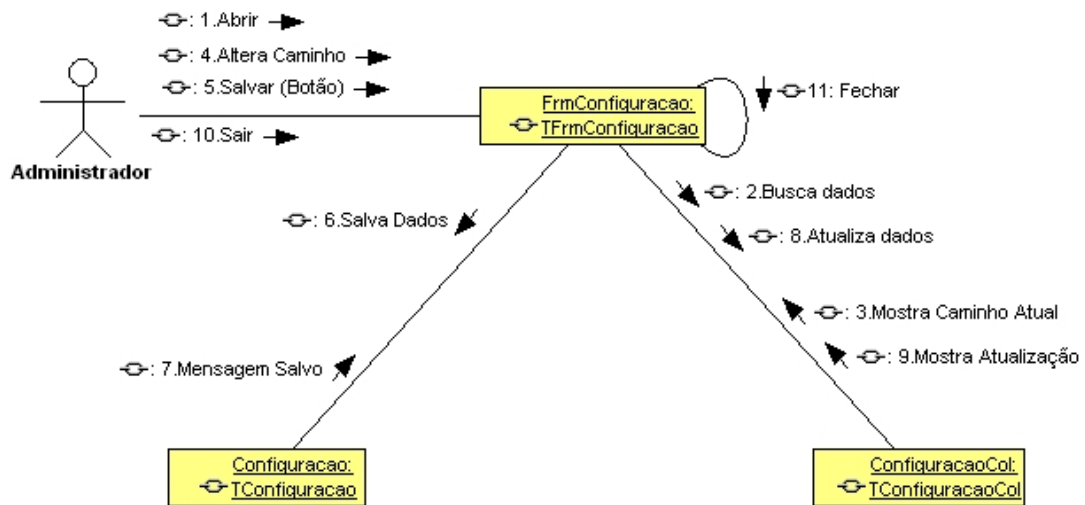 : 1.Abrir
: 4.Altera Caminho
: 5.Salvar (Botão)
: 10.Sair
Administrador
FrmConfiguracao:
TFrmConfiguracao
11: Fechar
: 2.Busca dados
: 6.Salva Dados
: 8.Atualiza dados
: 3.Mostra Caminho Atual
: 7.Mensagem Salvo
: 9.Mostra Atualização
Configuracao:
TConfiguracao
ConfiguracaoCol:
TConfiguracaoCol